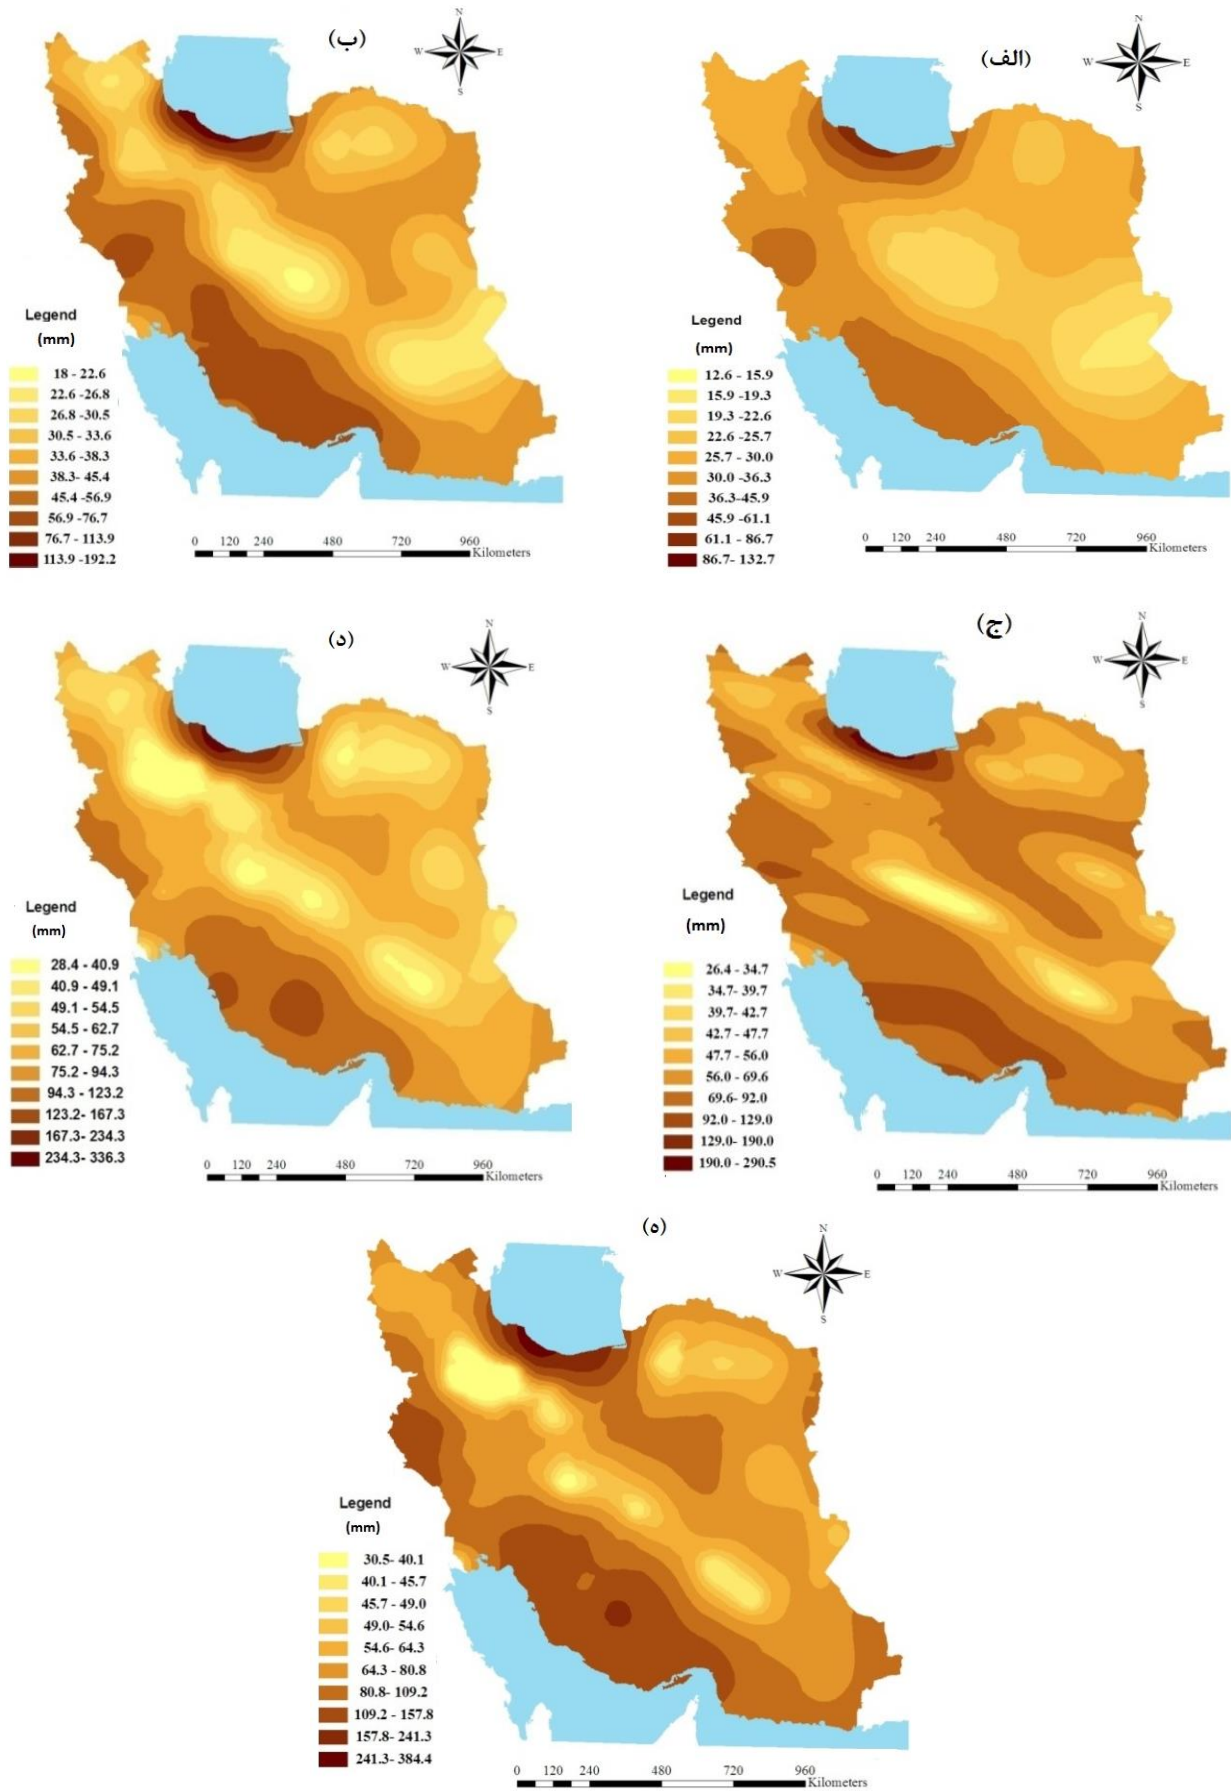 (ب)
N
W
E
S
Legend
(mm)
18 - 22.6
22.6 -26.8
26.8 -30.5
30.5 - 33.6
33.6 -38.3
38.3- 45.4
45.4 -56.9
56.9 -76.7
76.7 - 113.9
113.9 -192.2
0 120 240 480 720 960
Kilometers
(الف)
N
W
E
S
Legend
(mm)
12.6 - 15.9
15.9 -19.3
19.3 - 22.6
22.6 -25.7
25.7 - 30.0
30.0 -36.3
36.3-45.9
45.9 -61.1
61.1 - 86.7
86.7- 132.7
0 120 240 480 720 960
Kilometers
(د)
N
W
E
S
Legend
(mm)
28.4 - 40.9
40.9 - 49.1
49.1 - 54.5
54.5 - 62.7
62.7 - 75.2
75.2 - 94.3
94.3 - 123.2
123.2- 167.3
167.3- 234.3
234.3- 336.3
0 120 240 480 720 960
Kilometers
(ج)
N
W
E
S
Legend
(mm)
26.4 - 34.7
34.7- 39.7
39.7- 42.7
42.7 - 47.7
47.7 - 56.0
56.0 - 69.6
69.6- 92.0
92.0 - 129.0
129.0- 190.0
190.0 - 290.5
0 120 240 480 720 960
Kilometers
(ه)
N
W
E
S
Legend
(mm)
30.5- 40.1
40.1 - 45.7
45.7 - 49.0
49.0 - 54.6
54.6- 64.3
64.3 - 80.8
80.8- 109.2
109.2 - 157.8
157.8- 241.3
241.3- 384.4
0 120 240 480 720 960
Kilometers